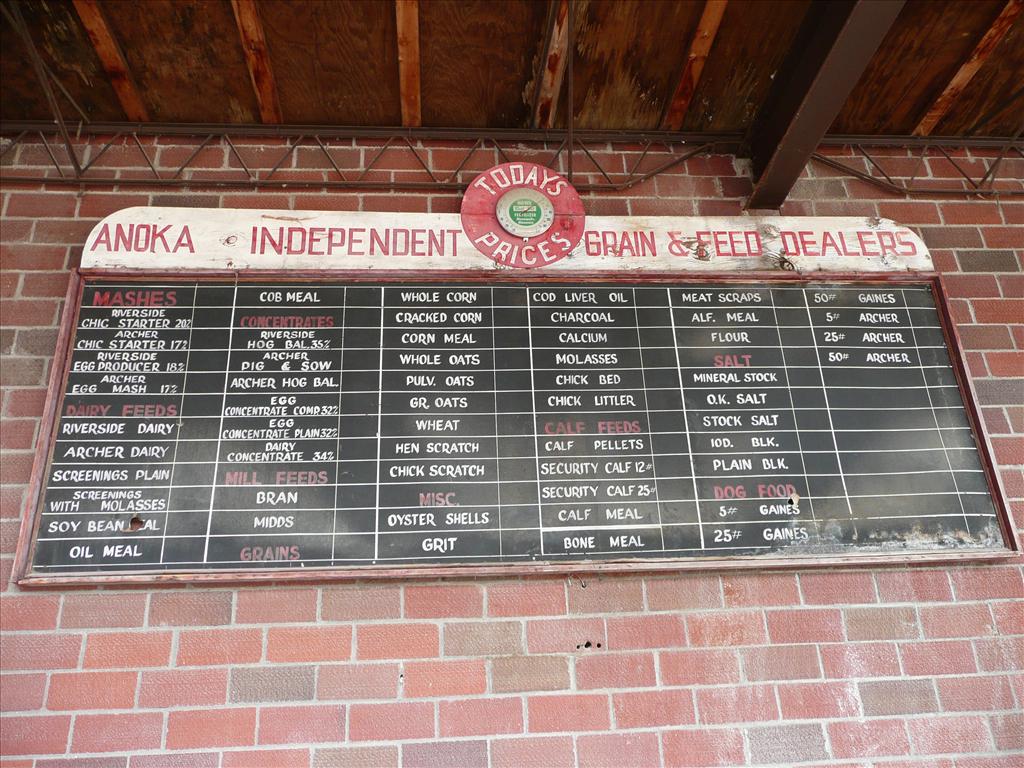 TODAYS
PRICES
ANOKA INDEPENDENT GRAIN & FEED DEALERS
MASHES
RIVERSIDE
CHIC STARTER 20%
ARCHER
CHIC STARTER 17%
RIVERSIDE
EGG PRODUCER 18%
ARCHER
EGG MASH 17%
DAIRY FEEDS
RIVERSIDE DAIRY
ARCHER DAIRY
SCREENINGS PLAIN
SCREENINGS
WITH MOLASSES
SOY BEAN
OIL MEAL
COB MEAL
CONCENTRATES
RIVERSIDE
HOG BAL. 35%
ARCHER
PIG & SOW
ARCHER HOG BAL.
EGG
CONCENTRATE COMP. 32%
EGG
CONCENTRATE PLAIN 32%
DAIRY
CONCENTRATE 34%
MILL FEEDS
BRAN
MIDDS
GRAINS
WHOLE CORN
CRACKED CORN
CORN MEAL
WHOLE OATS
PULV. OATS
GR. OATS
WHEAT
HEN SCRATCH
CHICK SCRATCH
MISC.
OYSTER SHELLS
GRIT
COD LIVER OIL
CHARCOAL
CALCIUM
MOLASSES
CHICK BED
CHICK LITTLER
CALF FEEDS
CALF PELLETS
SECURITY CALF 12#
SECURITY CALF 25#
CALF MEAL
BONE MEAL
MEAT SCRAPS
ALF. MEAL
FLOUR
SALT
MINERAL STOCK
O.K. SALT
STOCK SALT
IOD. BLK.
PLAIN BLK.
DOG FOOD
5# GAINES
25# GAINES
50# GAINES
5# ARCHER
25# ARCHER
50# ARCHER